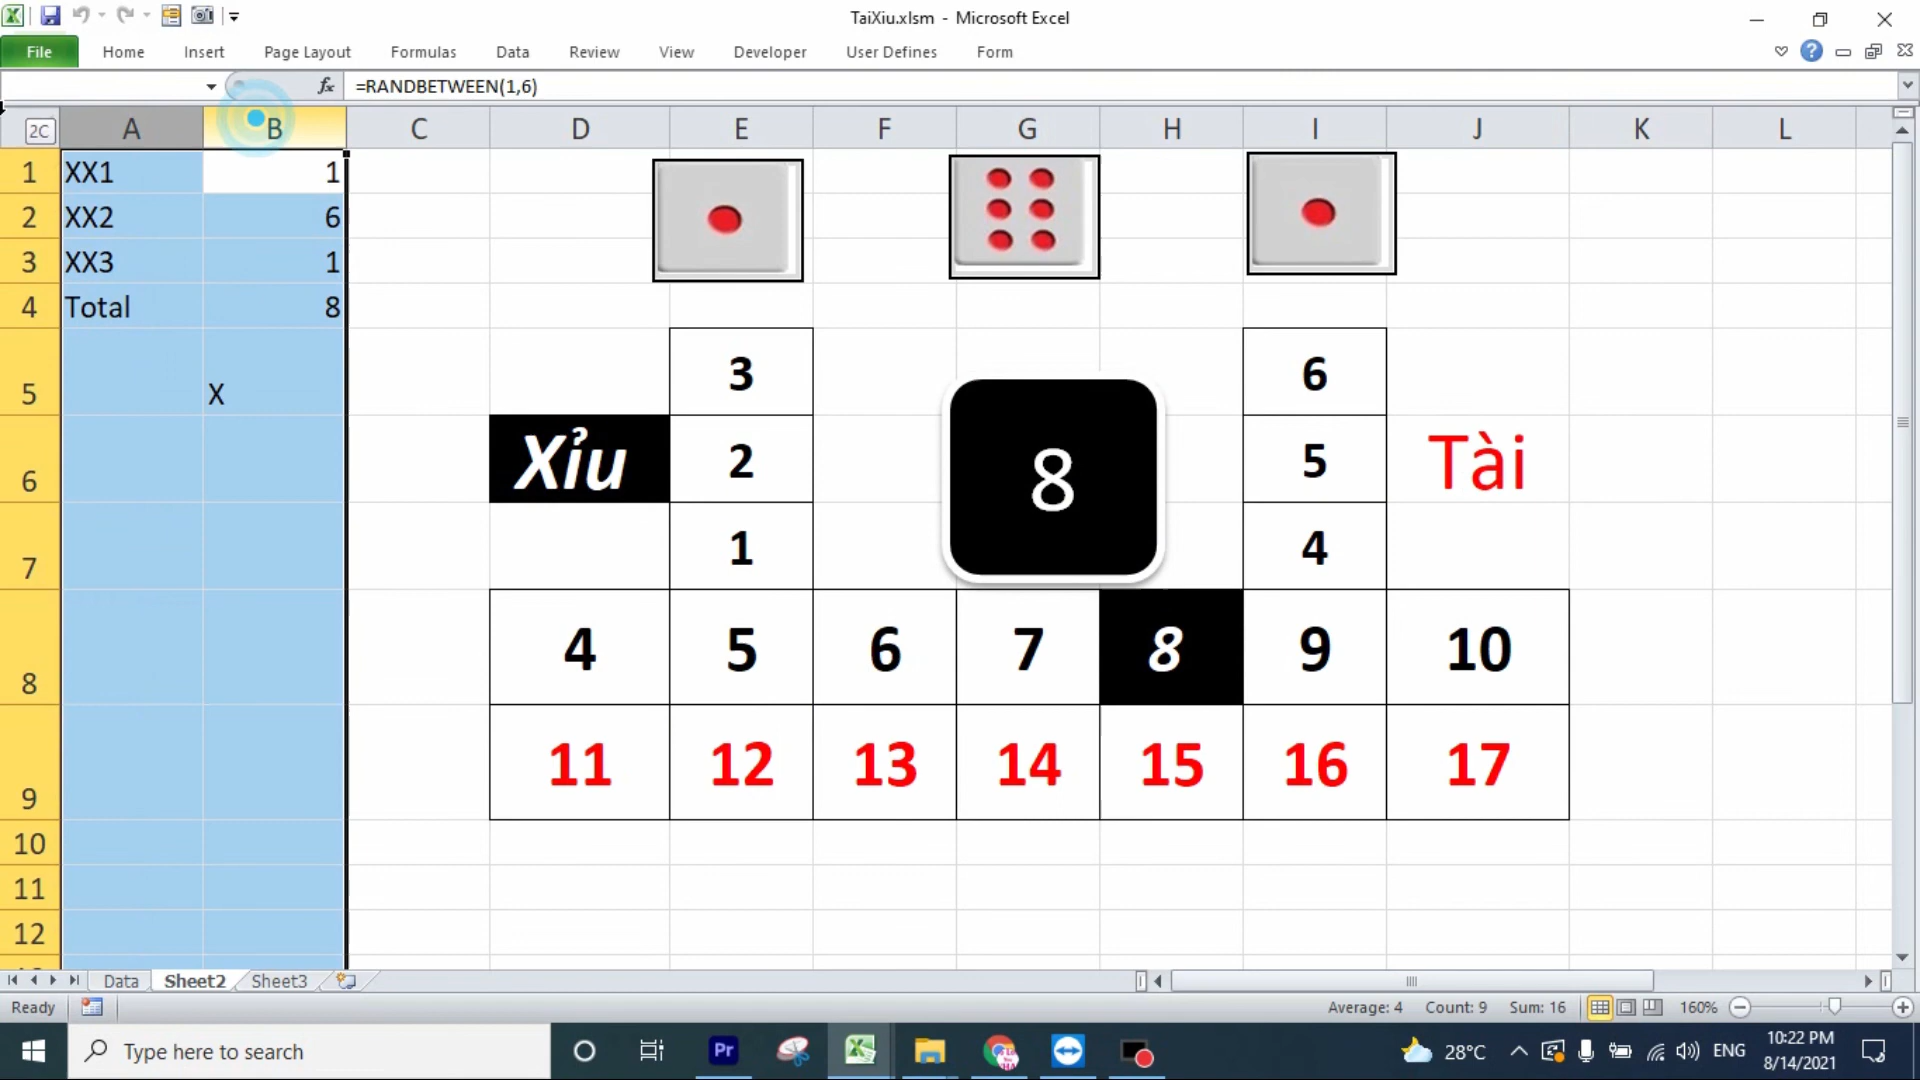 TaiXiu.xlsm - Microsoft Excel
File Home Insert Page Layout Formulas Data Review View Developer User Defines Form
fx =RANDBETWEEN(1,6)
2C A B C D E F G H I J K L
1 XX1 1
2 XX2 6
3 XX3 1
4 Total 8
5 X 3 6
6 Xỉu 2 8 5 Tài
7 1 4
8 4 5 6 7 8 9 10
9 11 12 13 14 15 16 17
10
11
12
Data Sheet2 Sheet3
Ready Average: 4 Count: 9 Sum: 16 160%
Type here to search Pr 28°C ENG 10:22 PM
8/14/2021